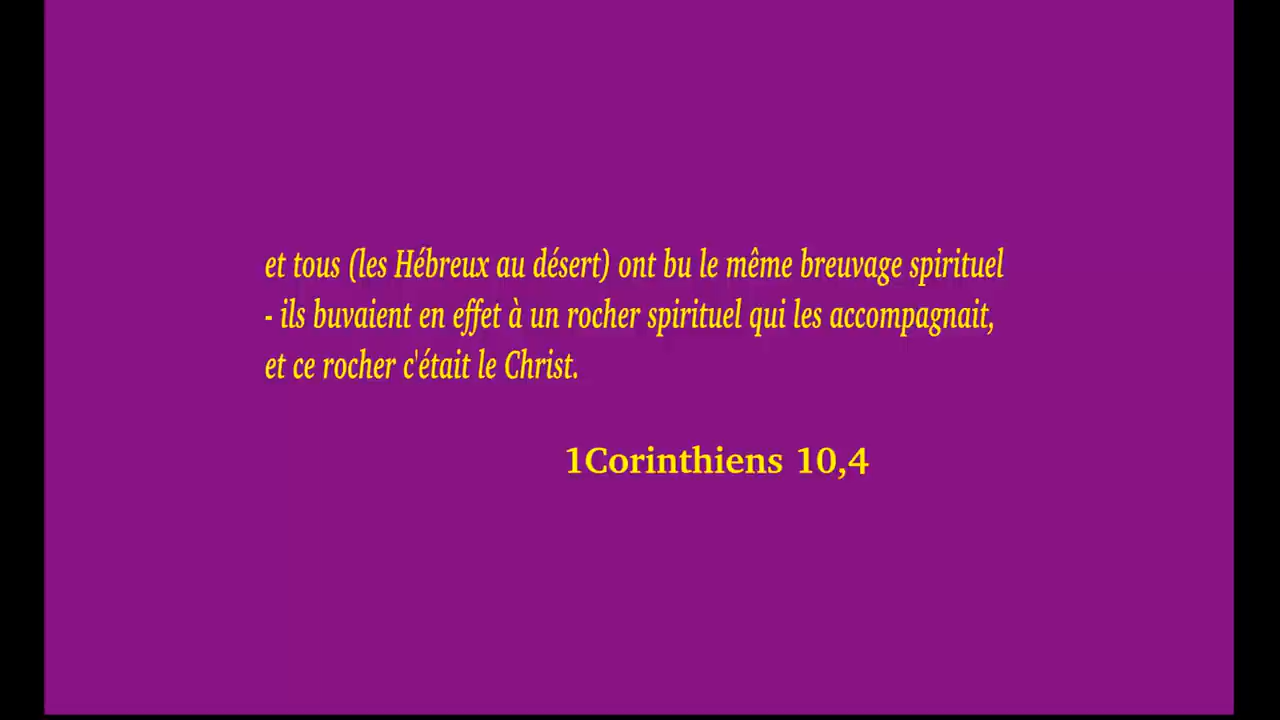 et tous (les Hébreux au désert) ont bu le même breuvage spirituel
- ils buvaient en effet à un rocher spirituel qui les accompagnait,
et ce rocher c'était le Christ.
1Corinthiens 10,4